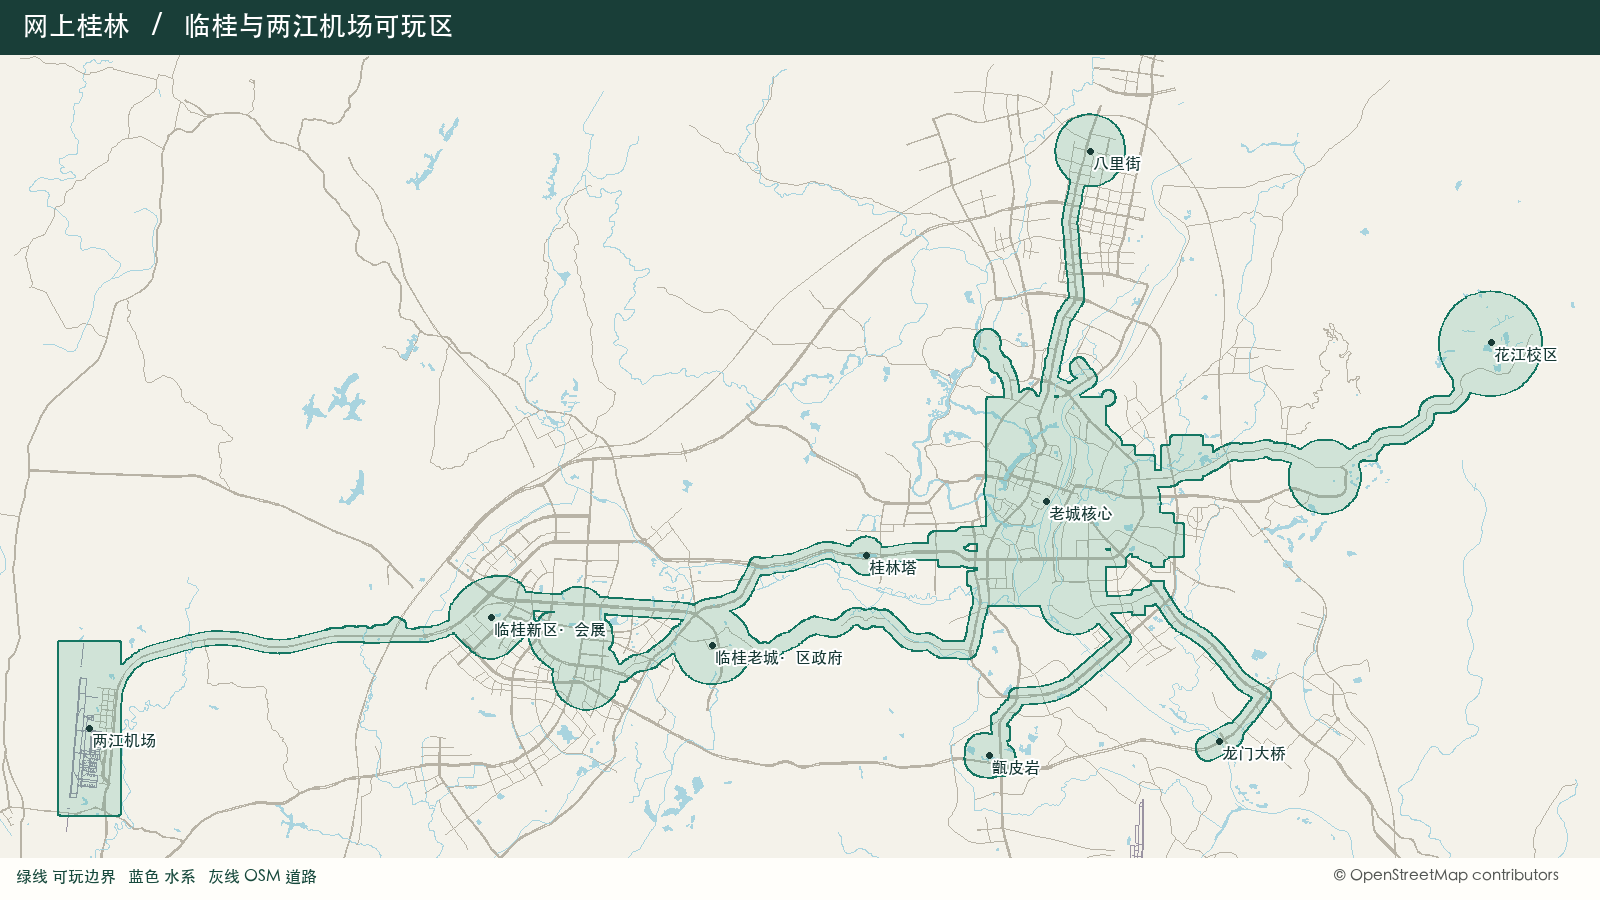 网上桂林 / 临桂与两江机场可玩区
八里街
花江校区
老城核心
桂林塔
临桂新区·会展
临桂老城·区政府
两江机场
甑皮岩
龙门大桥
绿线 可玩边界 蓝色 水系 灰线 OSM 道路
© OpenStreetMap contributors